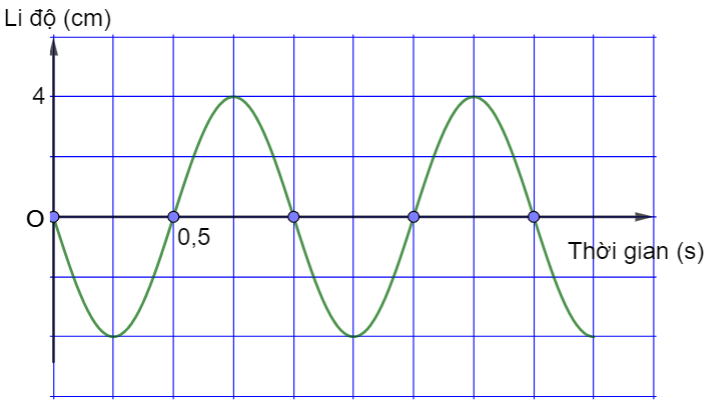 Li độ (cm)
4
O
0,5
Thời gian (s)